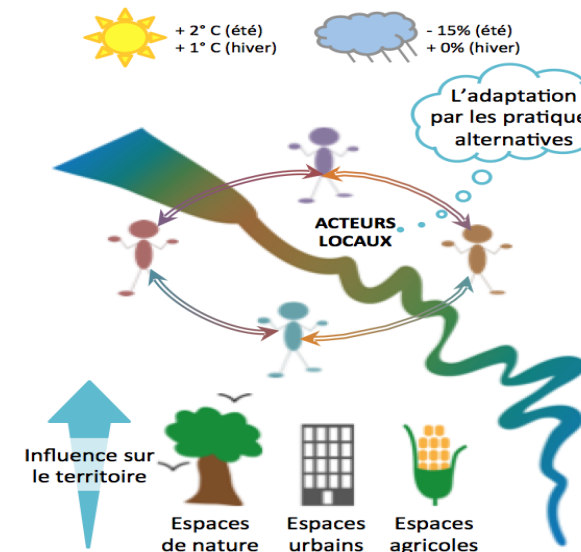 + 2° C (été)
+ 1° C (hiver)
- 15% (été)
+ 0% (hiver)
L'adaptation
par les pratique
alternatives
ACTEURS
LOCAUX
Influence sur
le territoire
Espaces
de nature
Espaces
urbains
Espaces
agricoles